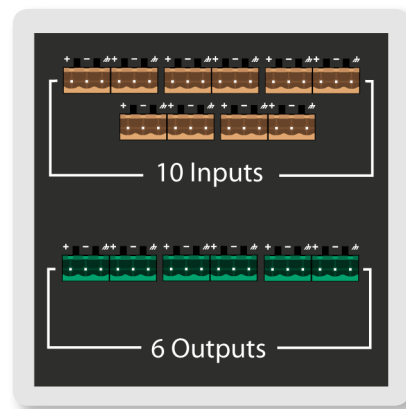 + − + − + − + − + − + −
+ − + − + − + −
10 Inputs
+ − + − + − + − + − + −
6 Outputs